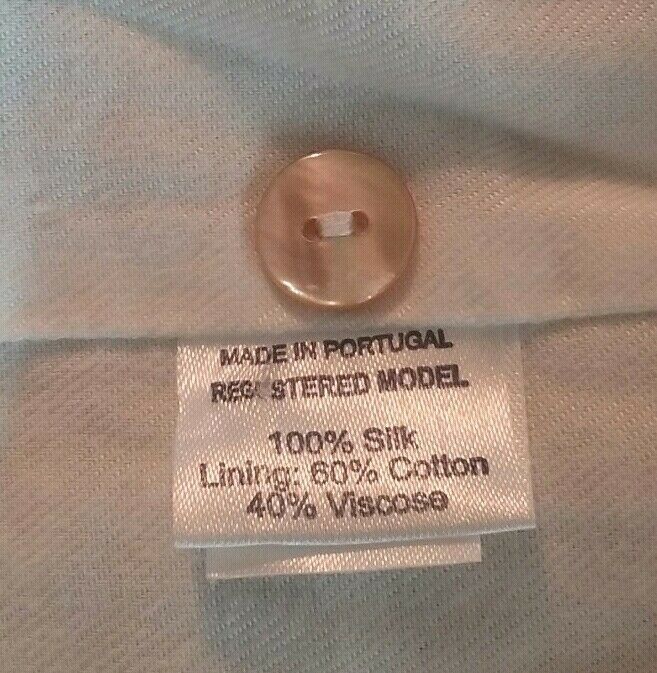 MADE IN PORTUGAL
REGISTERED MODEL
100% Silk
Lining: 60% Cotton
40% Viscose